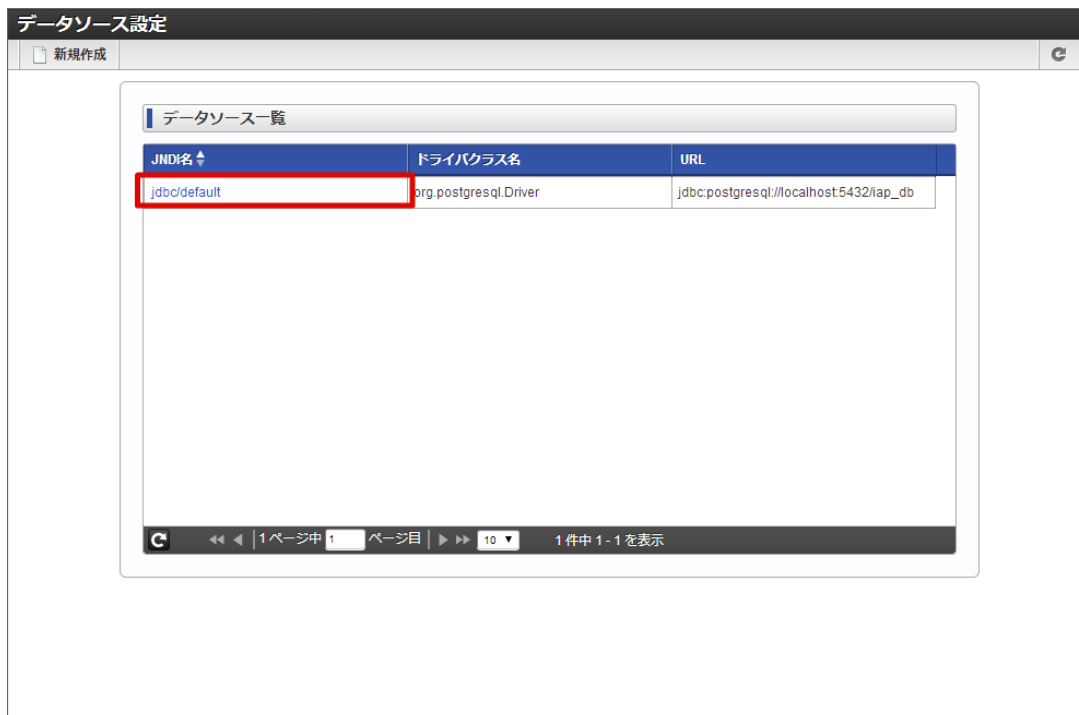 データソース設定
新規作成
データソース一覧
JNDI名 ドライバクラス名 URL
jdbc/default org.postgresql.Driver jdbc:postgresql://localhost:5432/iap_db
1ページ中 1 ページ目 10 1件中 1 - 1 を表示